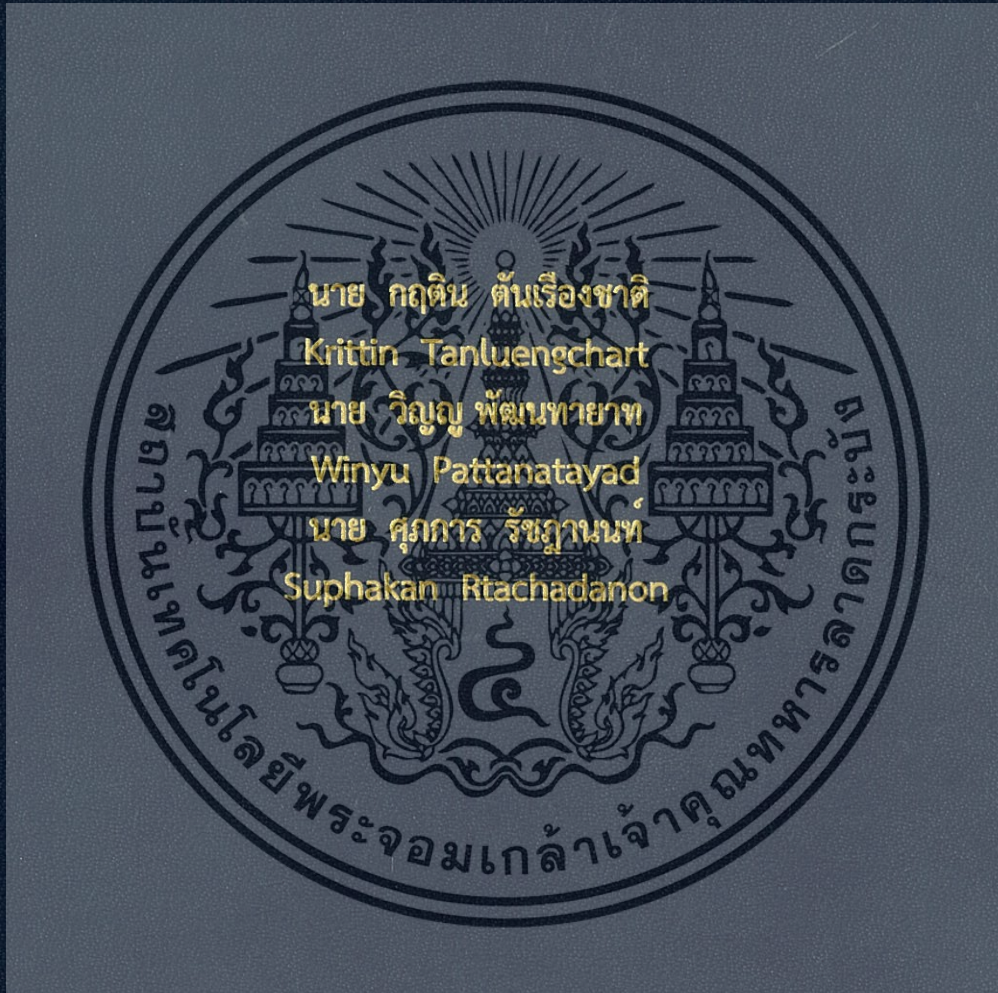 นาย กฤติน ตันเรืองชาติ
Krittin Tanluengchart
นาย วิญญู พัฒนทายาท
Winyu Pattanatayad
นาย ศุภการ รัชฎานนท์
Suphakan Rtachadanon
๔
สถาบันเทคโนโลยีพระจอมเกล้าเจ้าคุณทหารลาดกระบัง